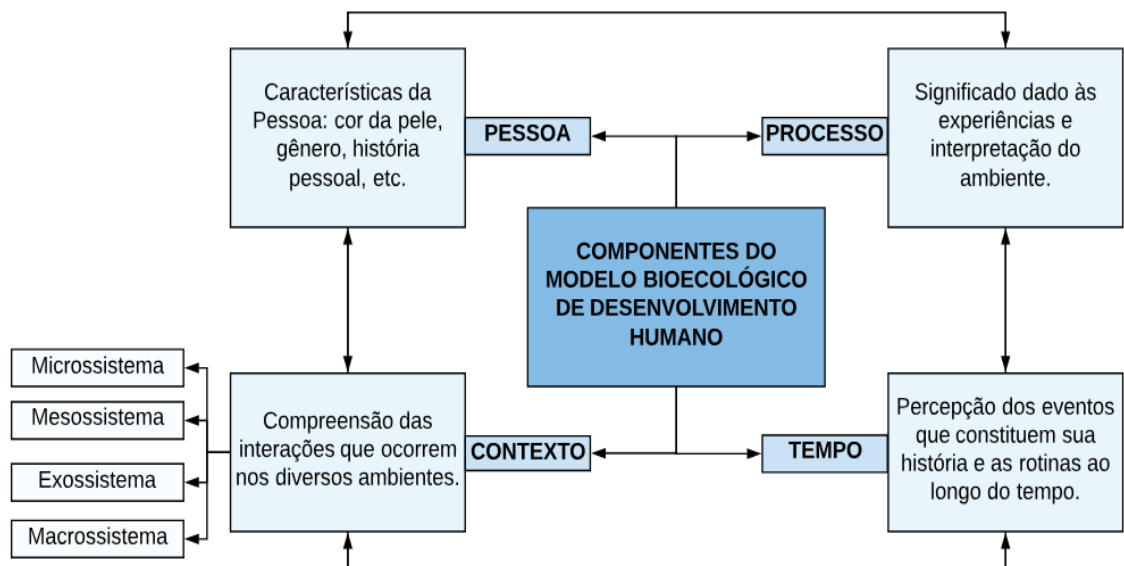 Características da
Pessoa: cor da pele,
gênero, história
pessoal, etc.
PESSOA
PROCESSO
Significado dado às
experiências e
interpretação do
ambiente.
COMPONENTES DO
MODELO BIOECOLÓGICO
DE DESENVOLVIMENTO
HUMANO
Microssistema
Mesossistema
Exossistema
Macrossistema
Compreensão das
interações que ocorrem
nos diversos ambientes.
CONTEXTO
TEMPO
Percepção dos eventos
que constituem sua
história e as rotinas ao
longo do tempo.